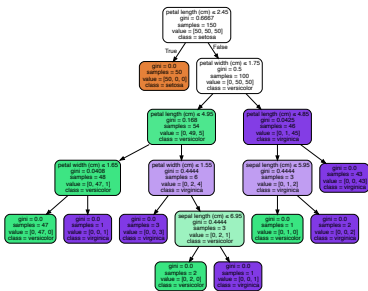 petal length (cm) ≤ 2.45
gini = 0.6667
samples = 150
value = [50, 50, 50]
class = setosa
True
False
gini = 0.0
samples = 50
value = [50, 0, 0]
class = setosa
petal width (cm) ≤ 1.75
gini = 0.5
samples = 100
value = [0, 50, 50]
class = versicolor
petal length (cm) ≤ 4.95
gini = 0.168
samples = 54
value = [0, 49, 5]
class = versicolor
petal length (cm) ≤ 4.85
gini = 0.0425
samples = 46
value = [0, 1, 45]
class = virginica
petal width (cm) ≤ 1.65
gini = 0.0408
samples = 48
value = [0, 47, 1]
class = versicolor
petal width (cm) ≤ 1.55
gini = 0.4444
samples = 6
value = [0, 2, 4]
class = virginica
sepal length (cm) ≤ 5.95
gini = 0.4444
samples = 3
value = [0, 1, 2]
class = virginica
gini = 0.0
samples = 43
value = [0, 0, 43]
class = virginica
gini = 0.0
samples = 47
value = [0, 47, 0]
class = versicolor
gini = 0.0
samples = 1
value = [0, 0, 1]
class = virginica
gini = 0.0
samples = 3
value = [0, 0, 3]
class = virginica
sepal length (cm) ≤ 6.95
gini = 0.4444
samples = 3
value = [0, 2, 1]
class = versicolor
gini = 0.0
samples = 1
value = [0, 1, 0]
class = versicolor
gini = 0.0
samples = 2
value = [0, 0, 2]
class = virginica
gini = 0.0
samples = 2
value = [0, 2, 0]
class = versicolor
gini = 0.0
samples = 1
value = [0, 0, 1]
class = virginica